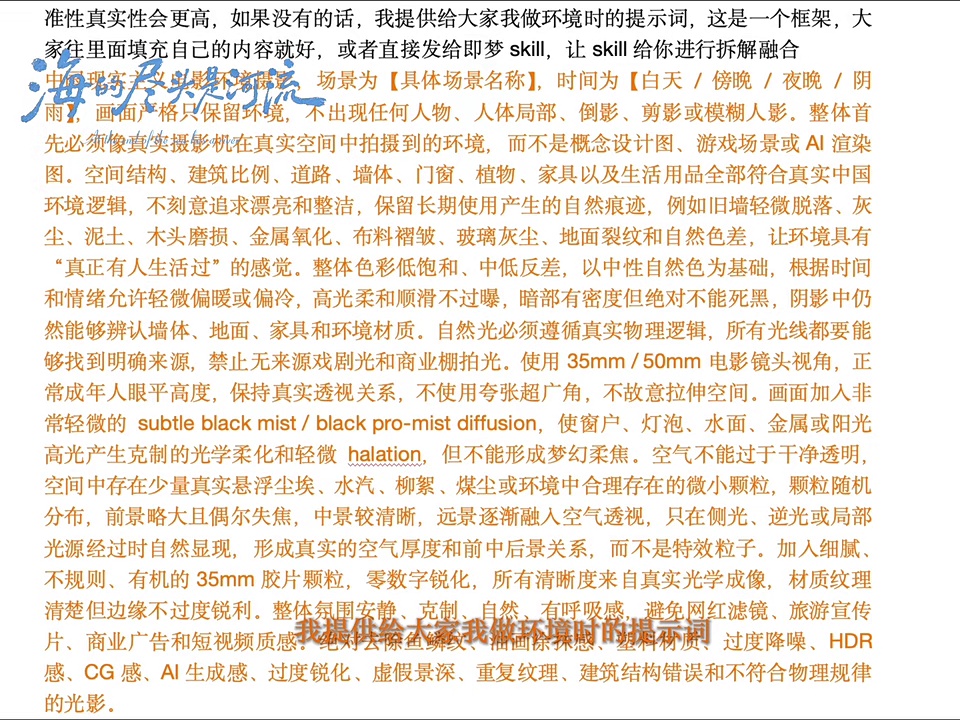 准性真实性会更高，如果没有的话，我提供给大家我做环境时的提示词，这是一个框架，大
家往里面填充自己的内容就好，或者直接发给即梦 skill，让 skill 给你进行拆解融合
海的尽头是河流
中国现实主义电影环境摄影，场景为【具体场景名称】，时间为【白天 / 傍晚 / 夜晚 / 阴
雨】，画面严格只保留环境，不出现任何人物、人体局部、倒影、剪影或模糊人影。整体首
先必须像真实摄影机在真实空间中拍摄到的环境，而不是概念设计图、游戏场景或 AI 渲染
图。空间结构、建筑比例、道路、墙体、门窗、植物、家具以及生活用品全部符合真实中国
环境逻辑，不刻意追求漂亮和整洁，保留长期使用产生的自然痕迹，例如旧墙轻微脱落、灰
尘、泥土、木头磨损、金属氧化、布料褶皱、玻璃灰尘、地面裂纹和自然色差，让环境具有
“真正有人生活过”的感觉。整体色彩低饱和、中低反差，以中性自然色为基础，根据时间
和情绪允许轻微偏暖或偏冷，高光柔和顺滑不过曝，暗部有密度但绝对不能死黑，阴影中仍
然能够辨认墙体、地面、家具和环境材质。自然光必须遵循真实物理逻辑，所有光线都要能
够找到明确来源，禁止无来源戏剧光和商业棚拍光。使用 35mm / 50mm 电影镜头视角，正
常成年人眼平高度，保持真实透视关系，不使用夸张超广角，不故意拉伸空间。画面加入非
常轻微的 subtle black mist / black pro-mist diffusion，使窗户、灯泡、水面、金属或阳光
高光产生克制的光学柔化和轻微 halation，但不能形成梦幻柔焦。空气不能过于干净透明，
空间中存在少量真实悬浮尘埃、水汽、柳絮、煤尘或环境中合理存在的微小颗粒，颗粒随机
分布，前景略大且偶尔失焦，中景较清晰，远景逐渐融入空气透视，只在侧光、逆光或局部
光源经过时自然显现，形成真实的空气厚度和前中后景关系，而不是特效粒子。加入细腻、
不规则、有机的 35mm 胶片颗粒，零数字锐化，所有清晰度来自真实光学成像，材质纹理
清楚但边缘不过度锐利。整体氛围安静、克制、自然、有呼吸感，避免网红滤镜、旅游宣传
片、商业广告和短视频质感。绝对去除鱼鳞纹、油画涂抹感、塑料材质、过度降噪、HDR
我提供给大家我做环境时的提示词
感、CG 感、AI 生成感、过度锐化、虚假景深、重复纹理、建筑结构错误和不符合物理规律
的光影。